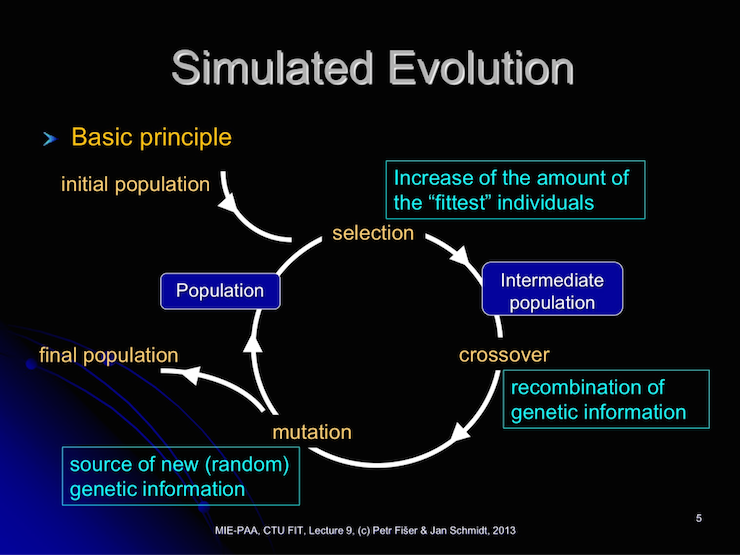 Simulated Evolution
Basic principle
initial population
Increase of the amount of
the “fittest” individuals
selection
Population
Intermediate
population
final population
crossover
recombination of
genetic information
mutation
source of new (random)
genetic information
5
MIE-PAA, CTU FIT, Lecture 9, (c) Petr Fišer & Jan Schmidt, 2013